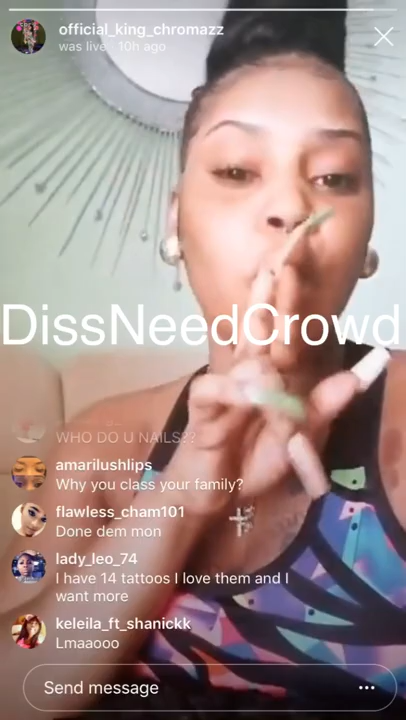 official_king_chromazz
was live · 10h ago
DissNeedCrowd
WHO DO U NAILS??
amarilushlips
Why you class your family?
flawless_cham101
Done dem mon
lady_leo_74
I have 14 tattoos I love them and I
want more
keleila_ft_shanickk
Lmaaooo
Send message